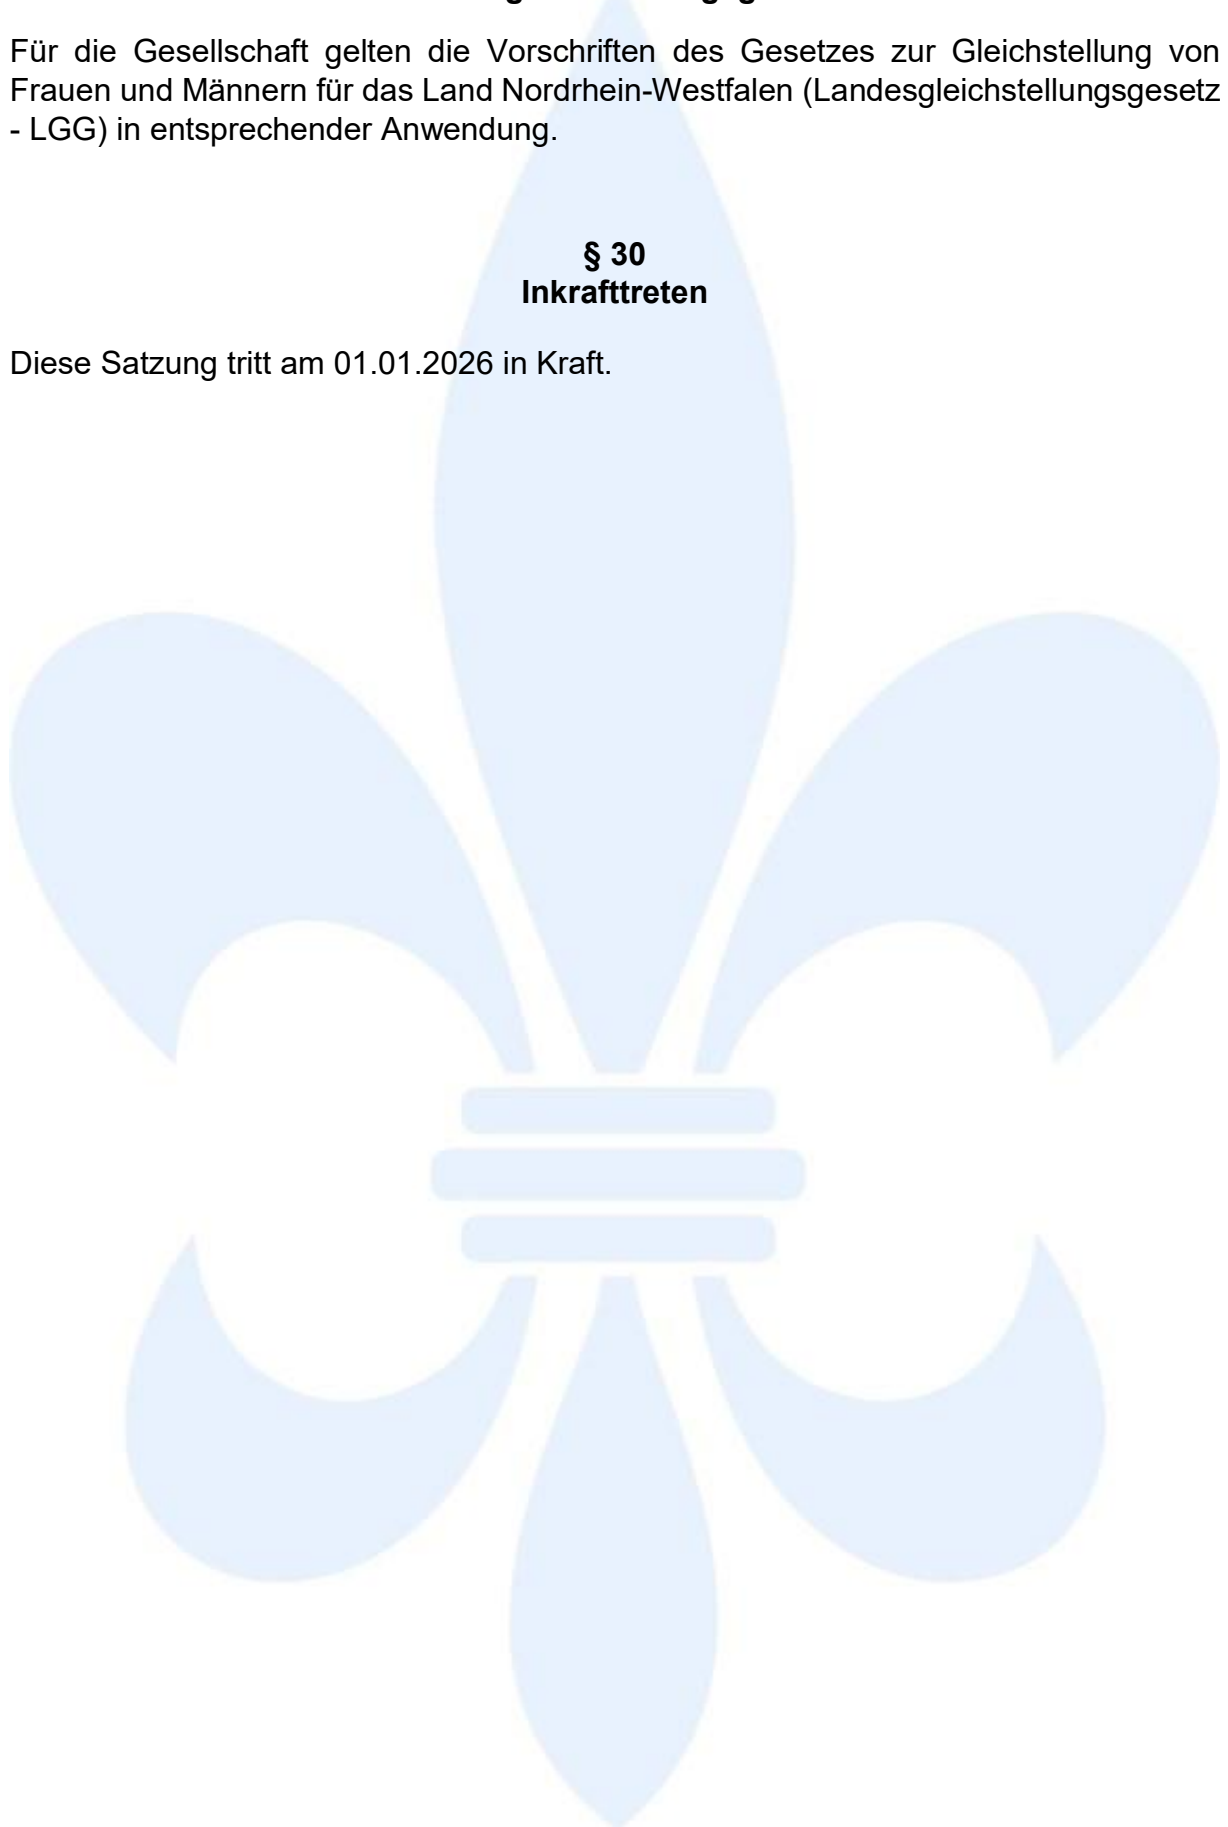 Für die Gesellschaft gelten die Vorschriften des Gesetzes zur Gleichstellung von
Frauen und Männern für das Land Nordrhein-Westfalen (Landesgleichstellungsgesetz
- LGG) in entsprechender Anwendung.
§ 30
Inkrafttreten
Diese Satzung tritt am 01.01.2026 in Kraft.